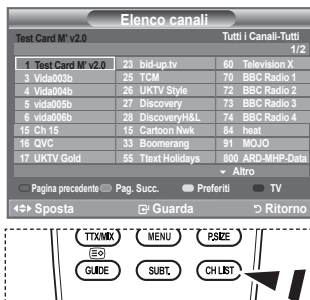 Elenco canali
Test Card M' v2.0 Tutti i Canali-Tutti
1/2
1 Test Card M' v2.0 23 bid-up.tv 60 Television X
3 Vida003b 25 TCM 70 BBC Radio 1
4 Vida004b 26 UKTV Style 72 BBC Radio 2
5 vida005b 27 Discovery 73 BBC Radio 3
6 vida006b 28 DiscoveryH&L 74 BBC Radio 4
15 Ch 15 15 Cartoon Nwk 84 heat
16 QVC 33 Boomerang 91 MOJO
17 UKTV Gold 55 Ttext Holidays 800 ARD-MHP-Data
Altro
Pagina precedente Pag. Succ. Preferiti TV
Sposta Guarda Ritorno
TTX/MIX MENU P.SIZE
GUIDE SUBT. CH LIST